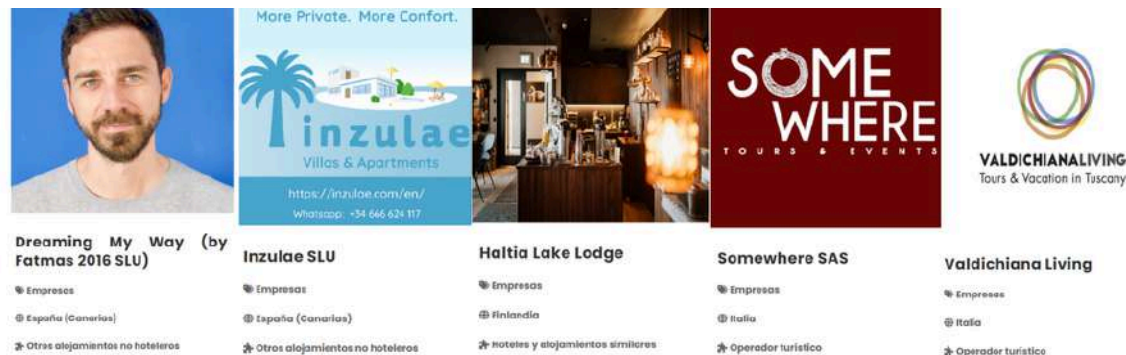 Dreaming My Way (by
Fatmas 2016 SLU)
Empresas
España (Canarias)
Otros alojamientos no hoteleros
More Private. More Confort.
inzulae
Villas & Apartments
https://inzulae.com/en/
Whatsapp: +34 666 624 117
Inzulae SLU
Empresas
España (Canarias)
Otros alojamientos no hoteleros
Haltia Lake Lodge
Empresas
Finlandia
Hoteles y alojamientos similares
SOME
WHERE
TOURS & EVENTS
Somewhere SAS
Empresas
Italia
Operador turístico
VALDICHIANALIVING
Tours & Vacation in Tuscany
Valdichiana Living
Empresas
Italia
Operador turístico